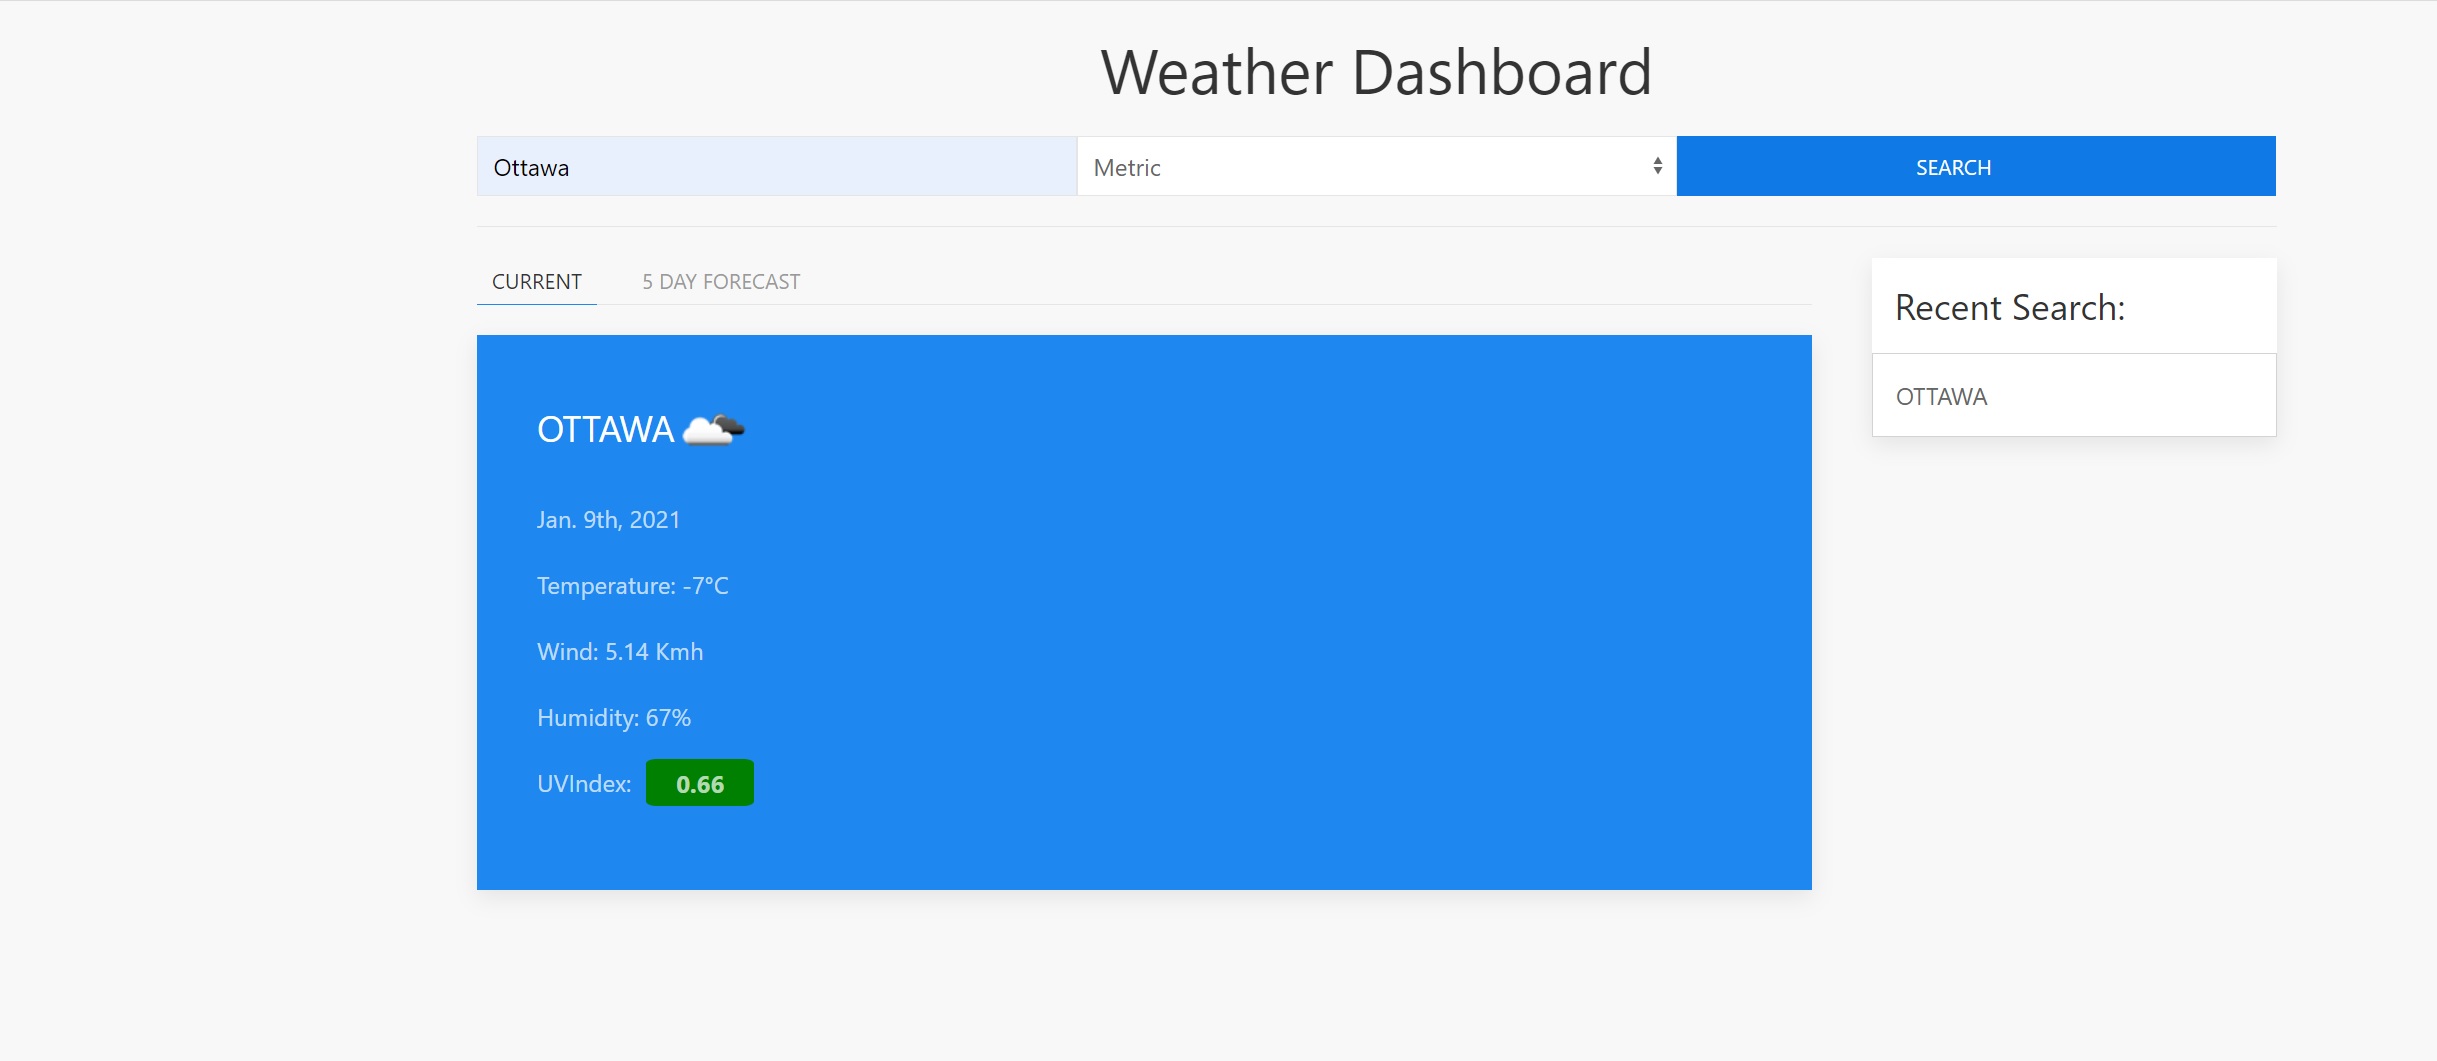 Weather Dashboard
Ottawa
Metric
SEARCH
CURRENT
5 DAY FORECAST
OTTAWA
Jan. 9th, 2021
Temperature: -7°C
Wind: 5.14 Kmh
Humidity: 67%
UVIndex: 0.66
Recent Search:
OTTAWA